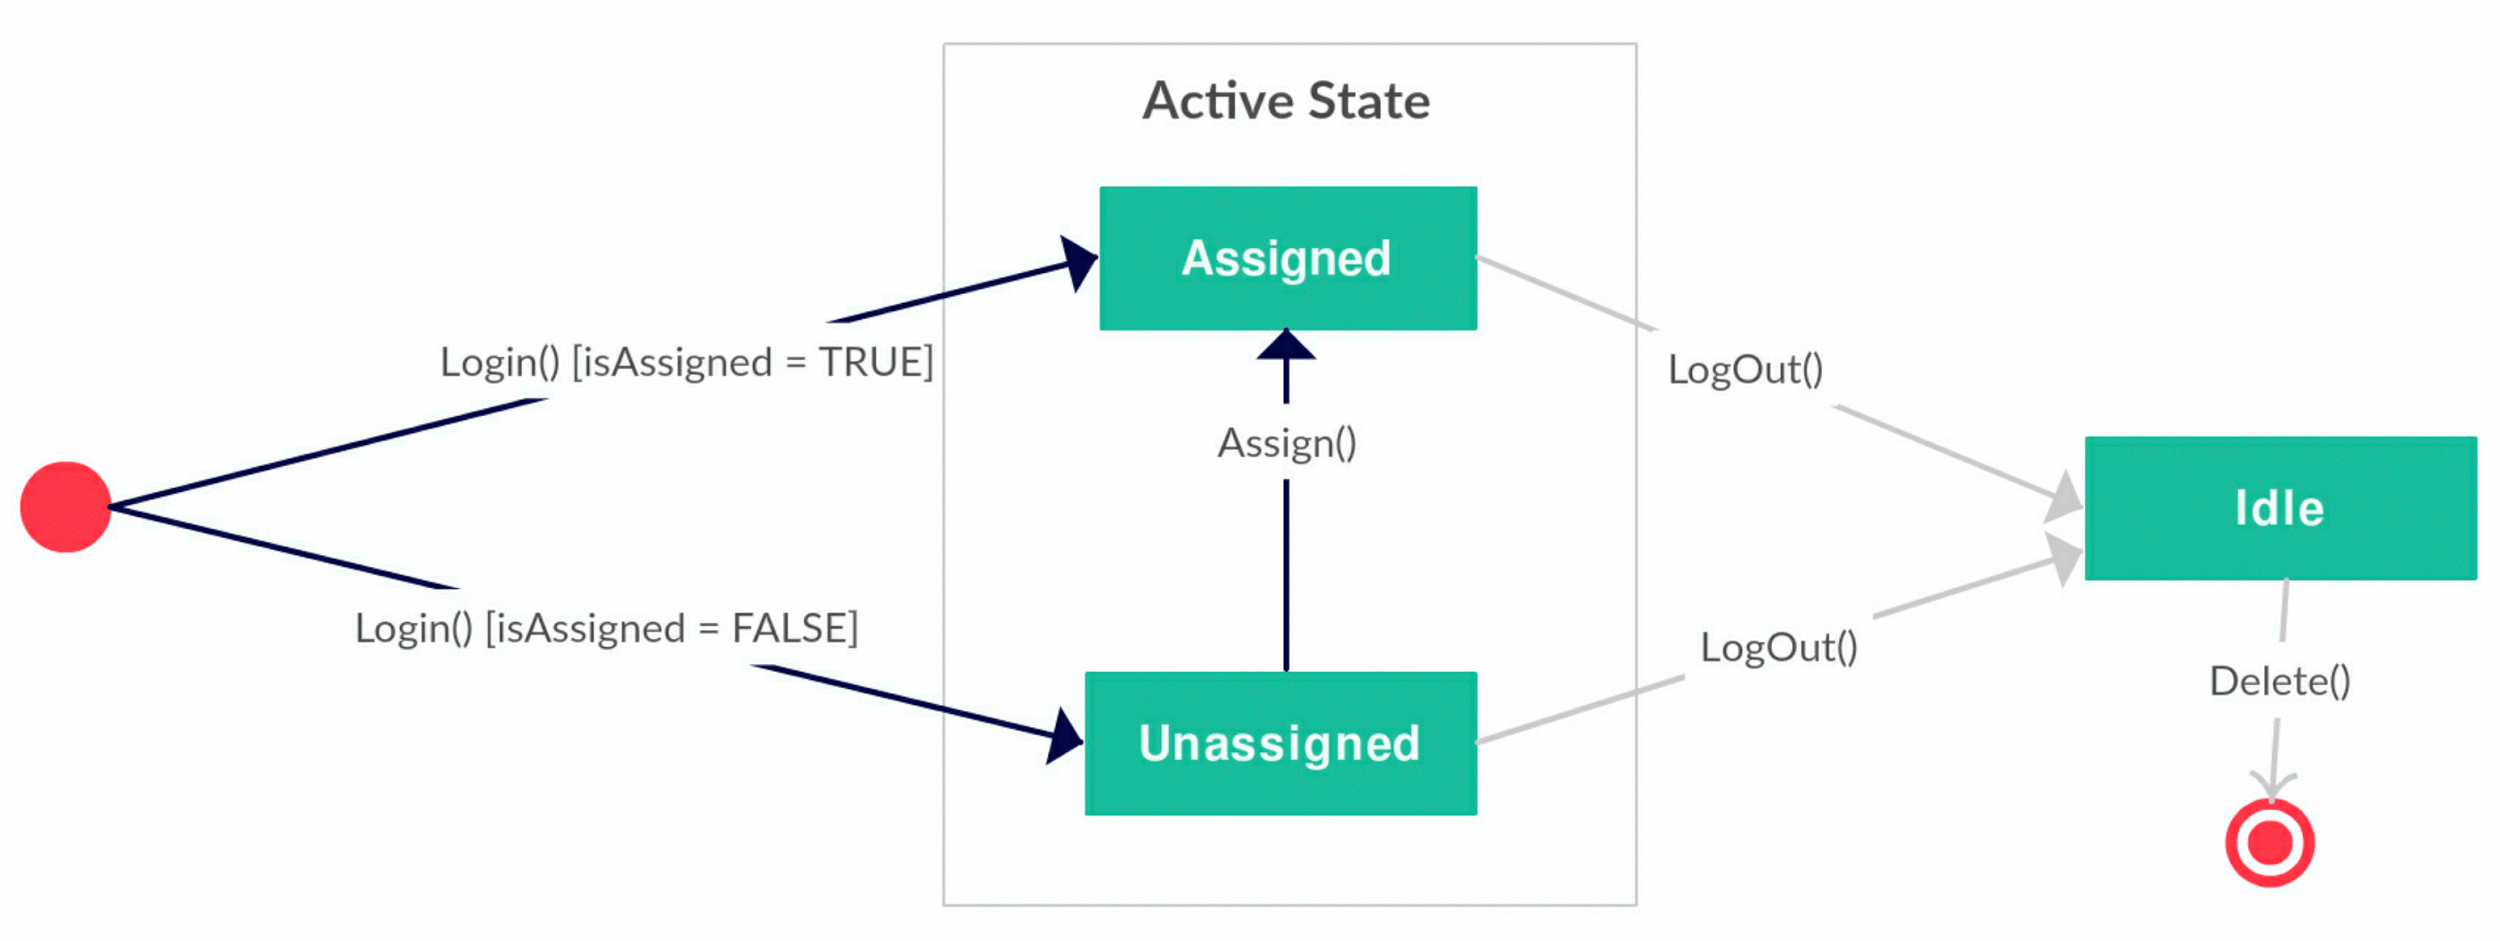 Active State
Assigned
Login() [isAssigned = TRUE]
LogOut()
Assign()
Idle
Login() [isAssigned = FALSE]
LogOut()
Delete()
Unassigned